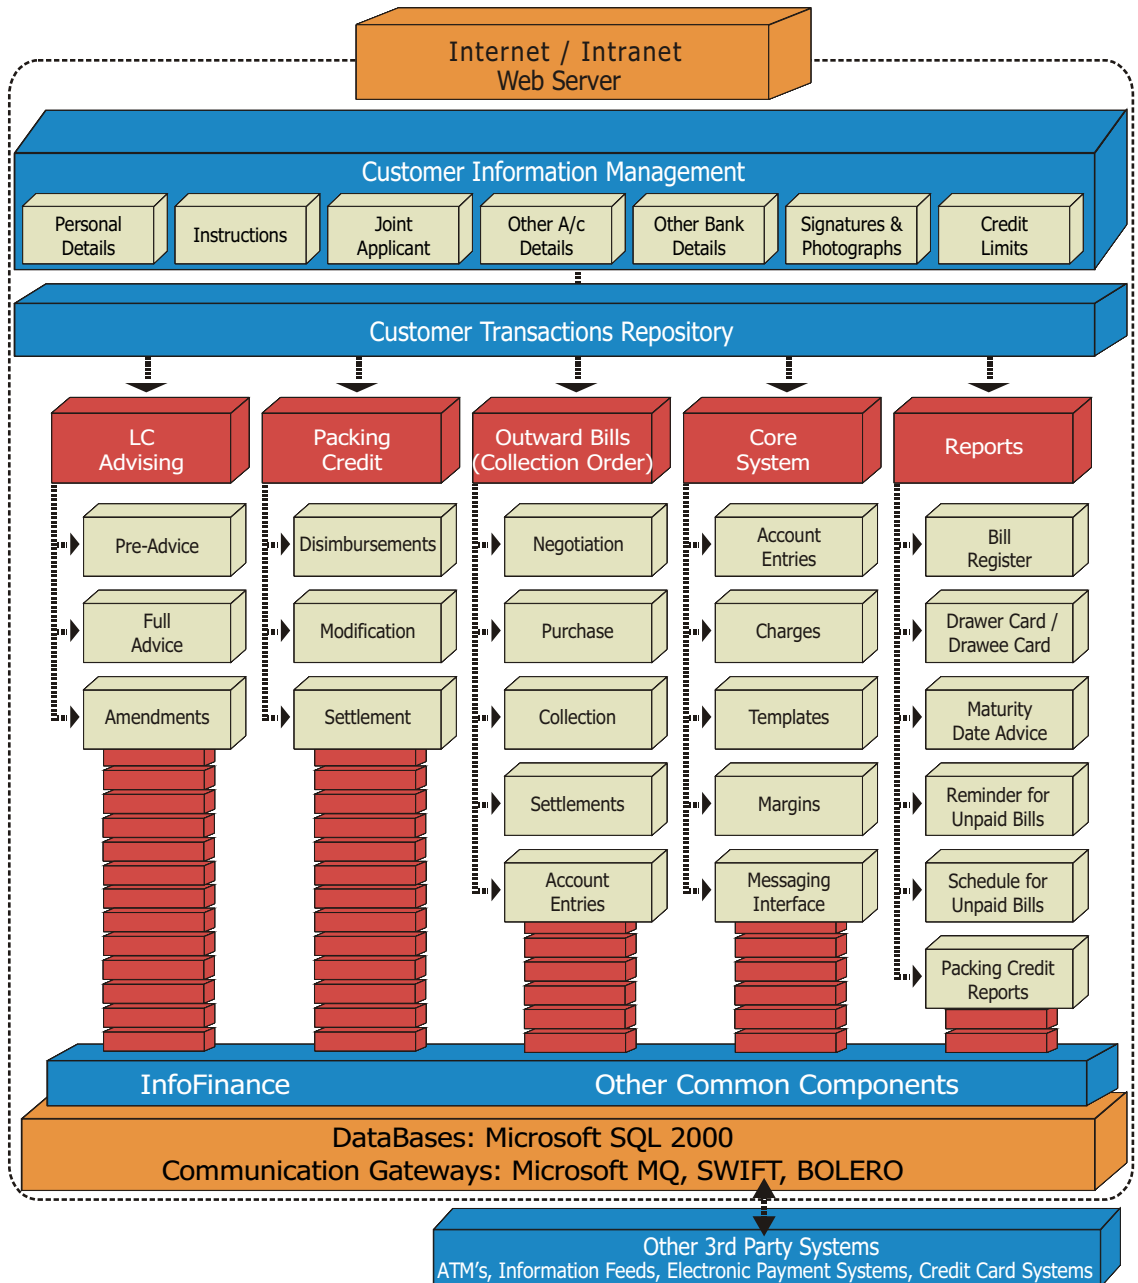 Internet / Intranet
Web Server
Customer Information Management
Personal
Details
Instructions
Joint
Applicant
Other A/c
Details
Other Bank
Details
Signatures &
Photographs
Credit
Limits
Customer Transactions Repository
LC
Advising
Packing
Credit
Outward Bills
(Collection Order)
Core
System
Reports
Pre-Advice
Full
Advice
Amendments
Disimbursements
Modification
Settlement
Negotiation
Purchase
Collection
Settlements
Account
Entries
Account
Entries
Charges
Templates
Margins
Messaging
Interface
Bill
Register
Drawer Card /
Drawee Card
Maturity
Date Advice
Reminder for
Unpaid Bills
Schedule for
Unpaid Bills
Packing Credit
Reports
InfoFinance
Other Common Components
DataBases: Microsoft SQL 2000
Communication Gateways: Microsoft MQ, SWIFT, BOLERO
Other 3rd Party Systems
ATM's, Information Feeds, Electronic Payment Systems, Credit Card Systems